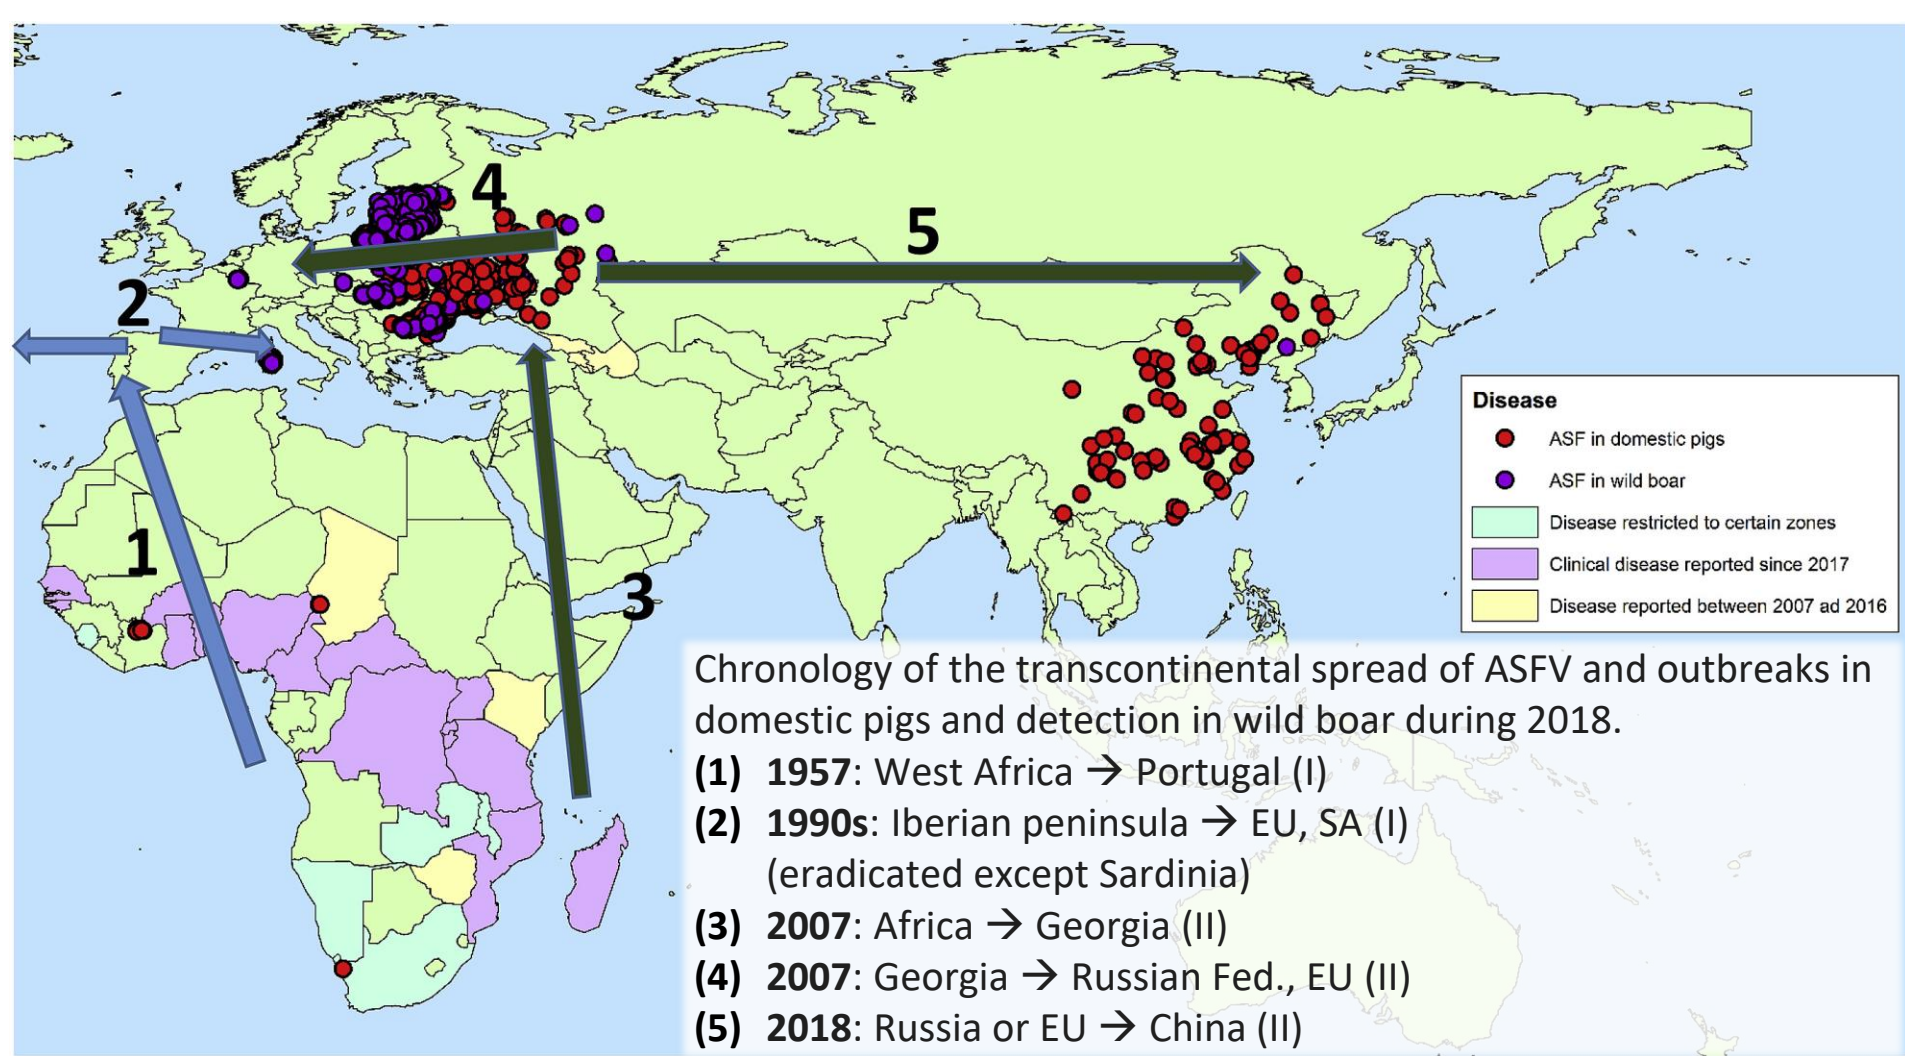 4
5
2
1
3
Disease
ASF in domestic pigs
ASF in wild boar
Disease restricted to certain zones
Clinical disease reported since 2017
Disease reported between 2007 ad 2016
Chronology of the transcontinental spread of ASFV and outbreaks in
domestic pigs and detection in wild boar during 2018.
(1) 1957: West Africa → Portugal (I)
(2) 1990s: Iberian peninsula → EU, SA (I)
(eradicated except Sardinia)
(3) 2007: Africa → Georgia (II)
(4) 2007: Georgia → Russian Fed., EU (II)
(5) 2018: Russia or EU → China (II)